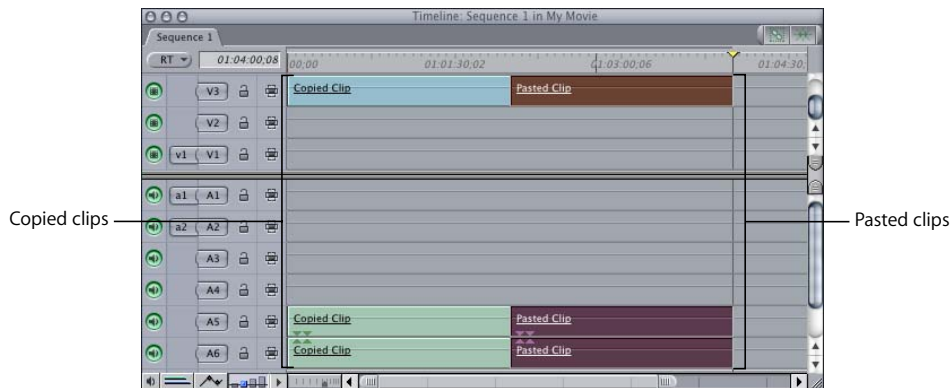 Timeline: Sequence 1 in My Movie
Sequence 1
RT 01:04:00;08 00;00 01:01:30;02 01:03:00;06 01:04:30;
V3 Copied Clip Pasted Clip
V2
v1 V1
a1 A1
Copied clips a2 A2 Pasted clips
A3
A4
A5 Copied Clip Pasted Clip
A6 Copied Clip Pasted Clip